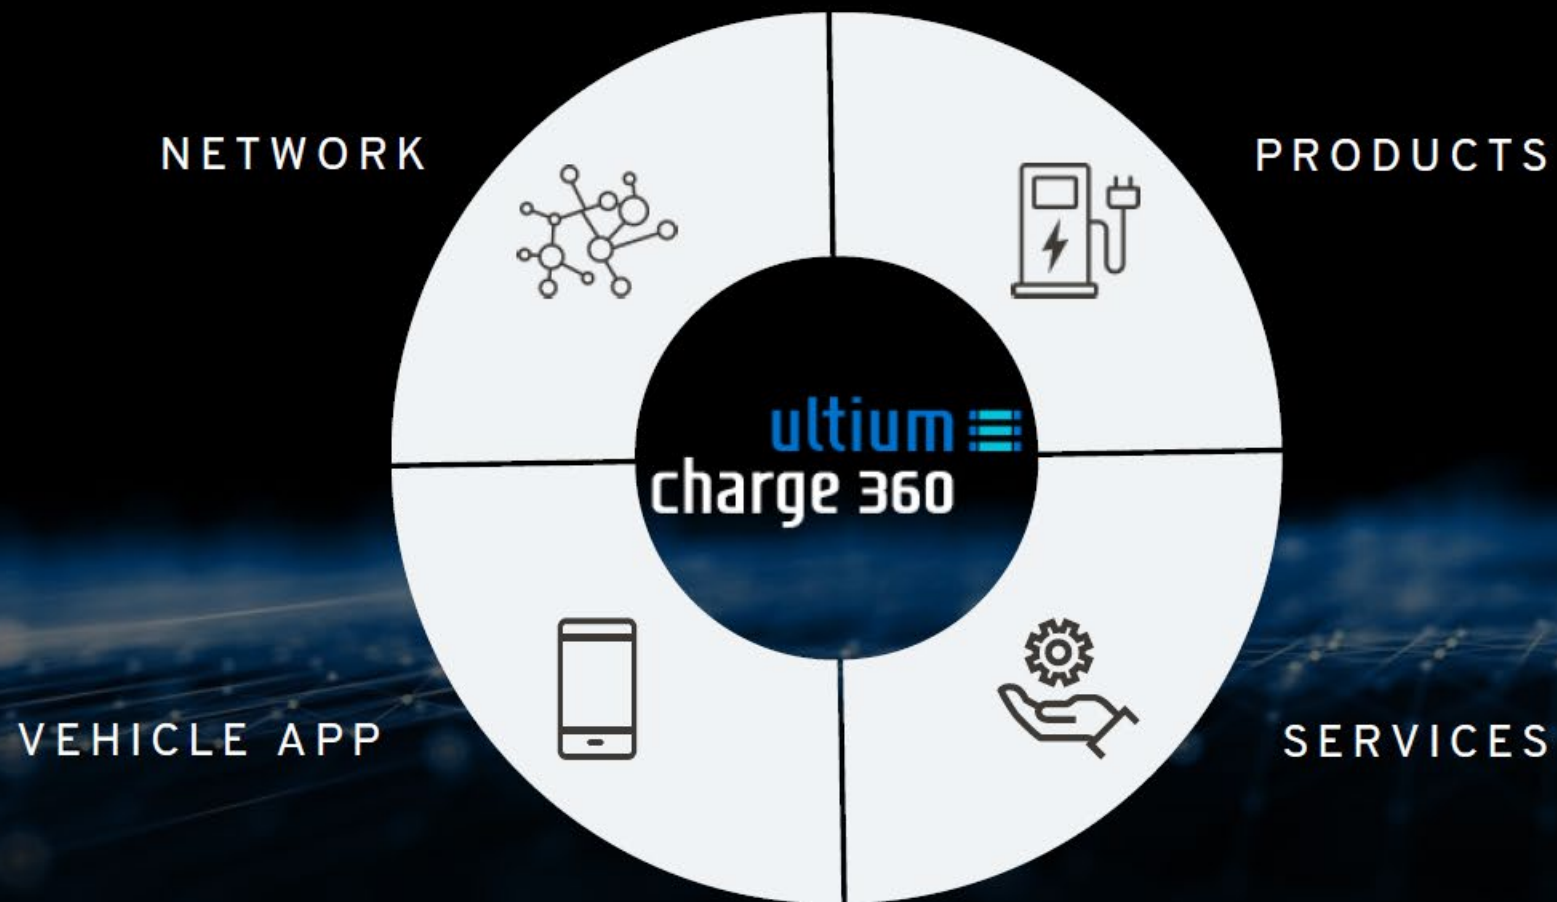 NETWORK
PRODUCTS
ultium
charge 360
VEHICLE APP
SERVICES